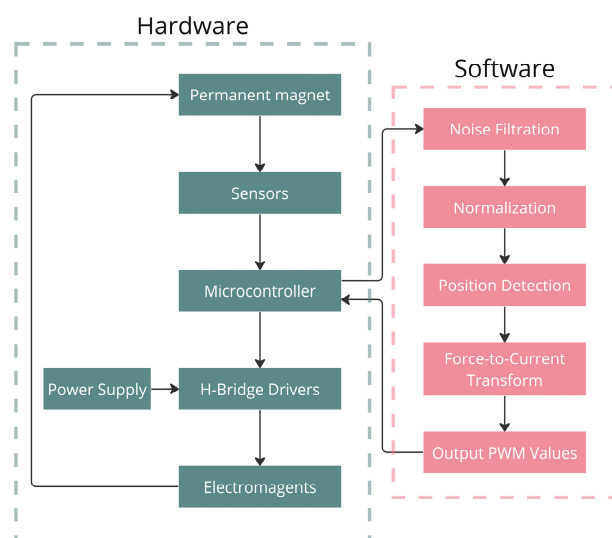 Hardware
Permanent magnet
Sensors
Microcontroller
Power Supply
H-Bridge Drivers
Electromagents
Software
Noise Filtration
Normalization
Position Detection
Force-to-Current
Transform
Output PWM Values